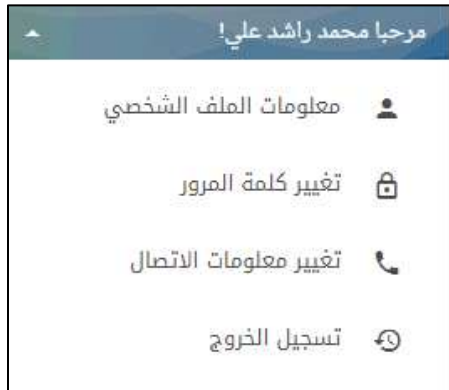 مرحبا محمد راشد علي!
معلومات الملف الشخصي
تغيير كلمة المرور
تغيير معلومات الاتصال
تسجيل الخروج